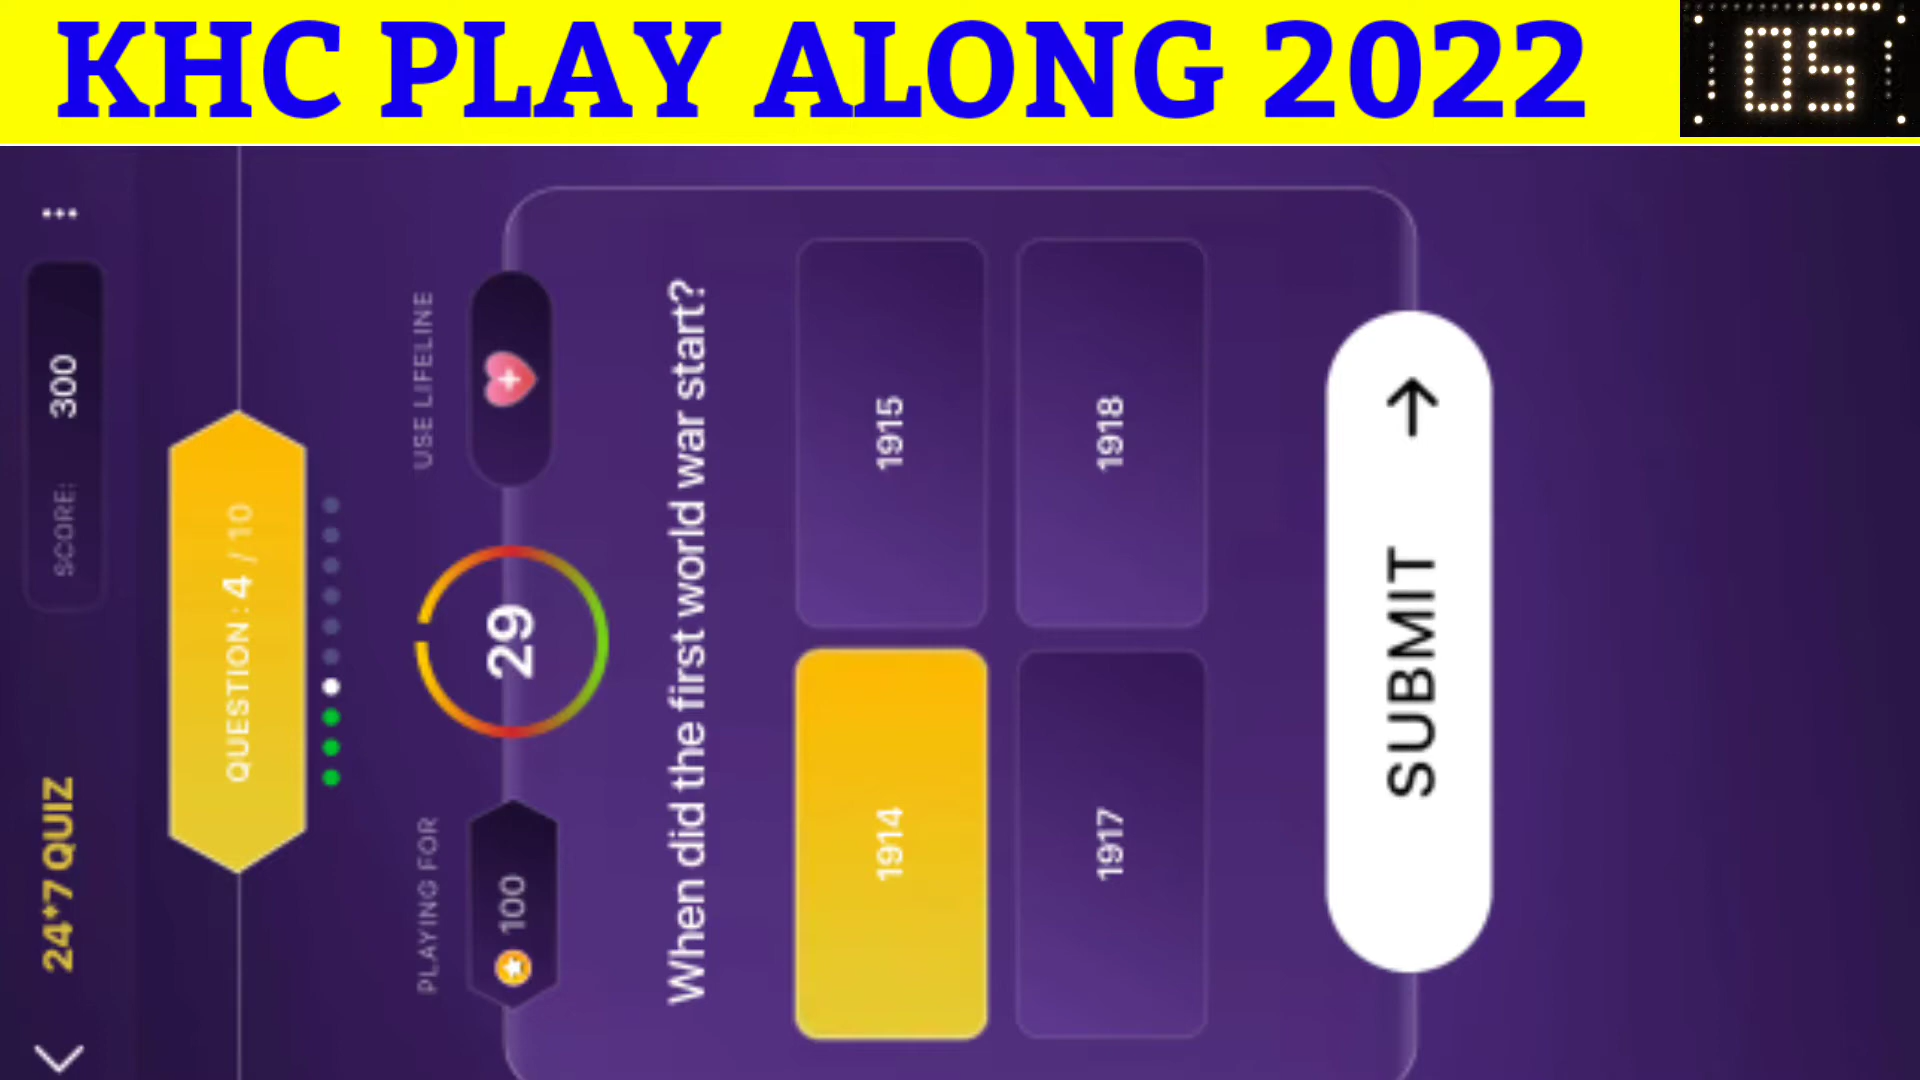 KHC PLAY ALONG 2022
05
24*7 QUIZ
SCORE: 300
QUESTION : 4 / 10
PLAYING FOR
100
29
USE LIFELINE
When did the first world war start?
1914
1915
1917
1918
SUBMIT